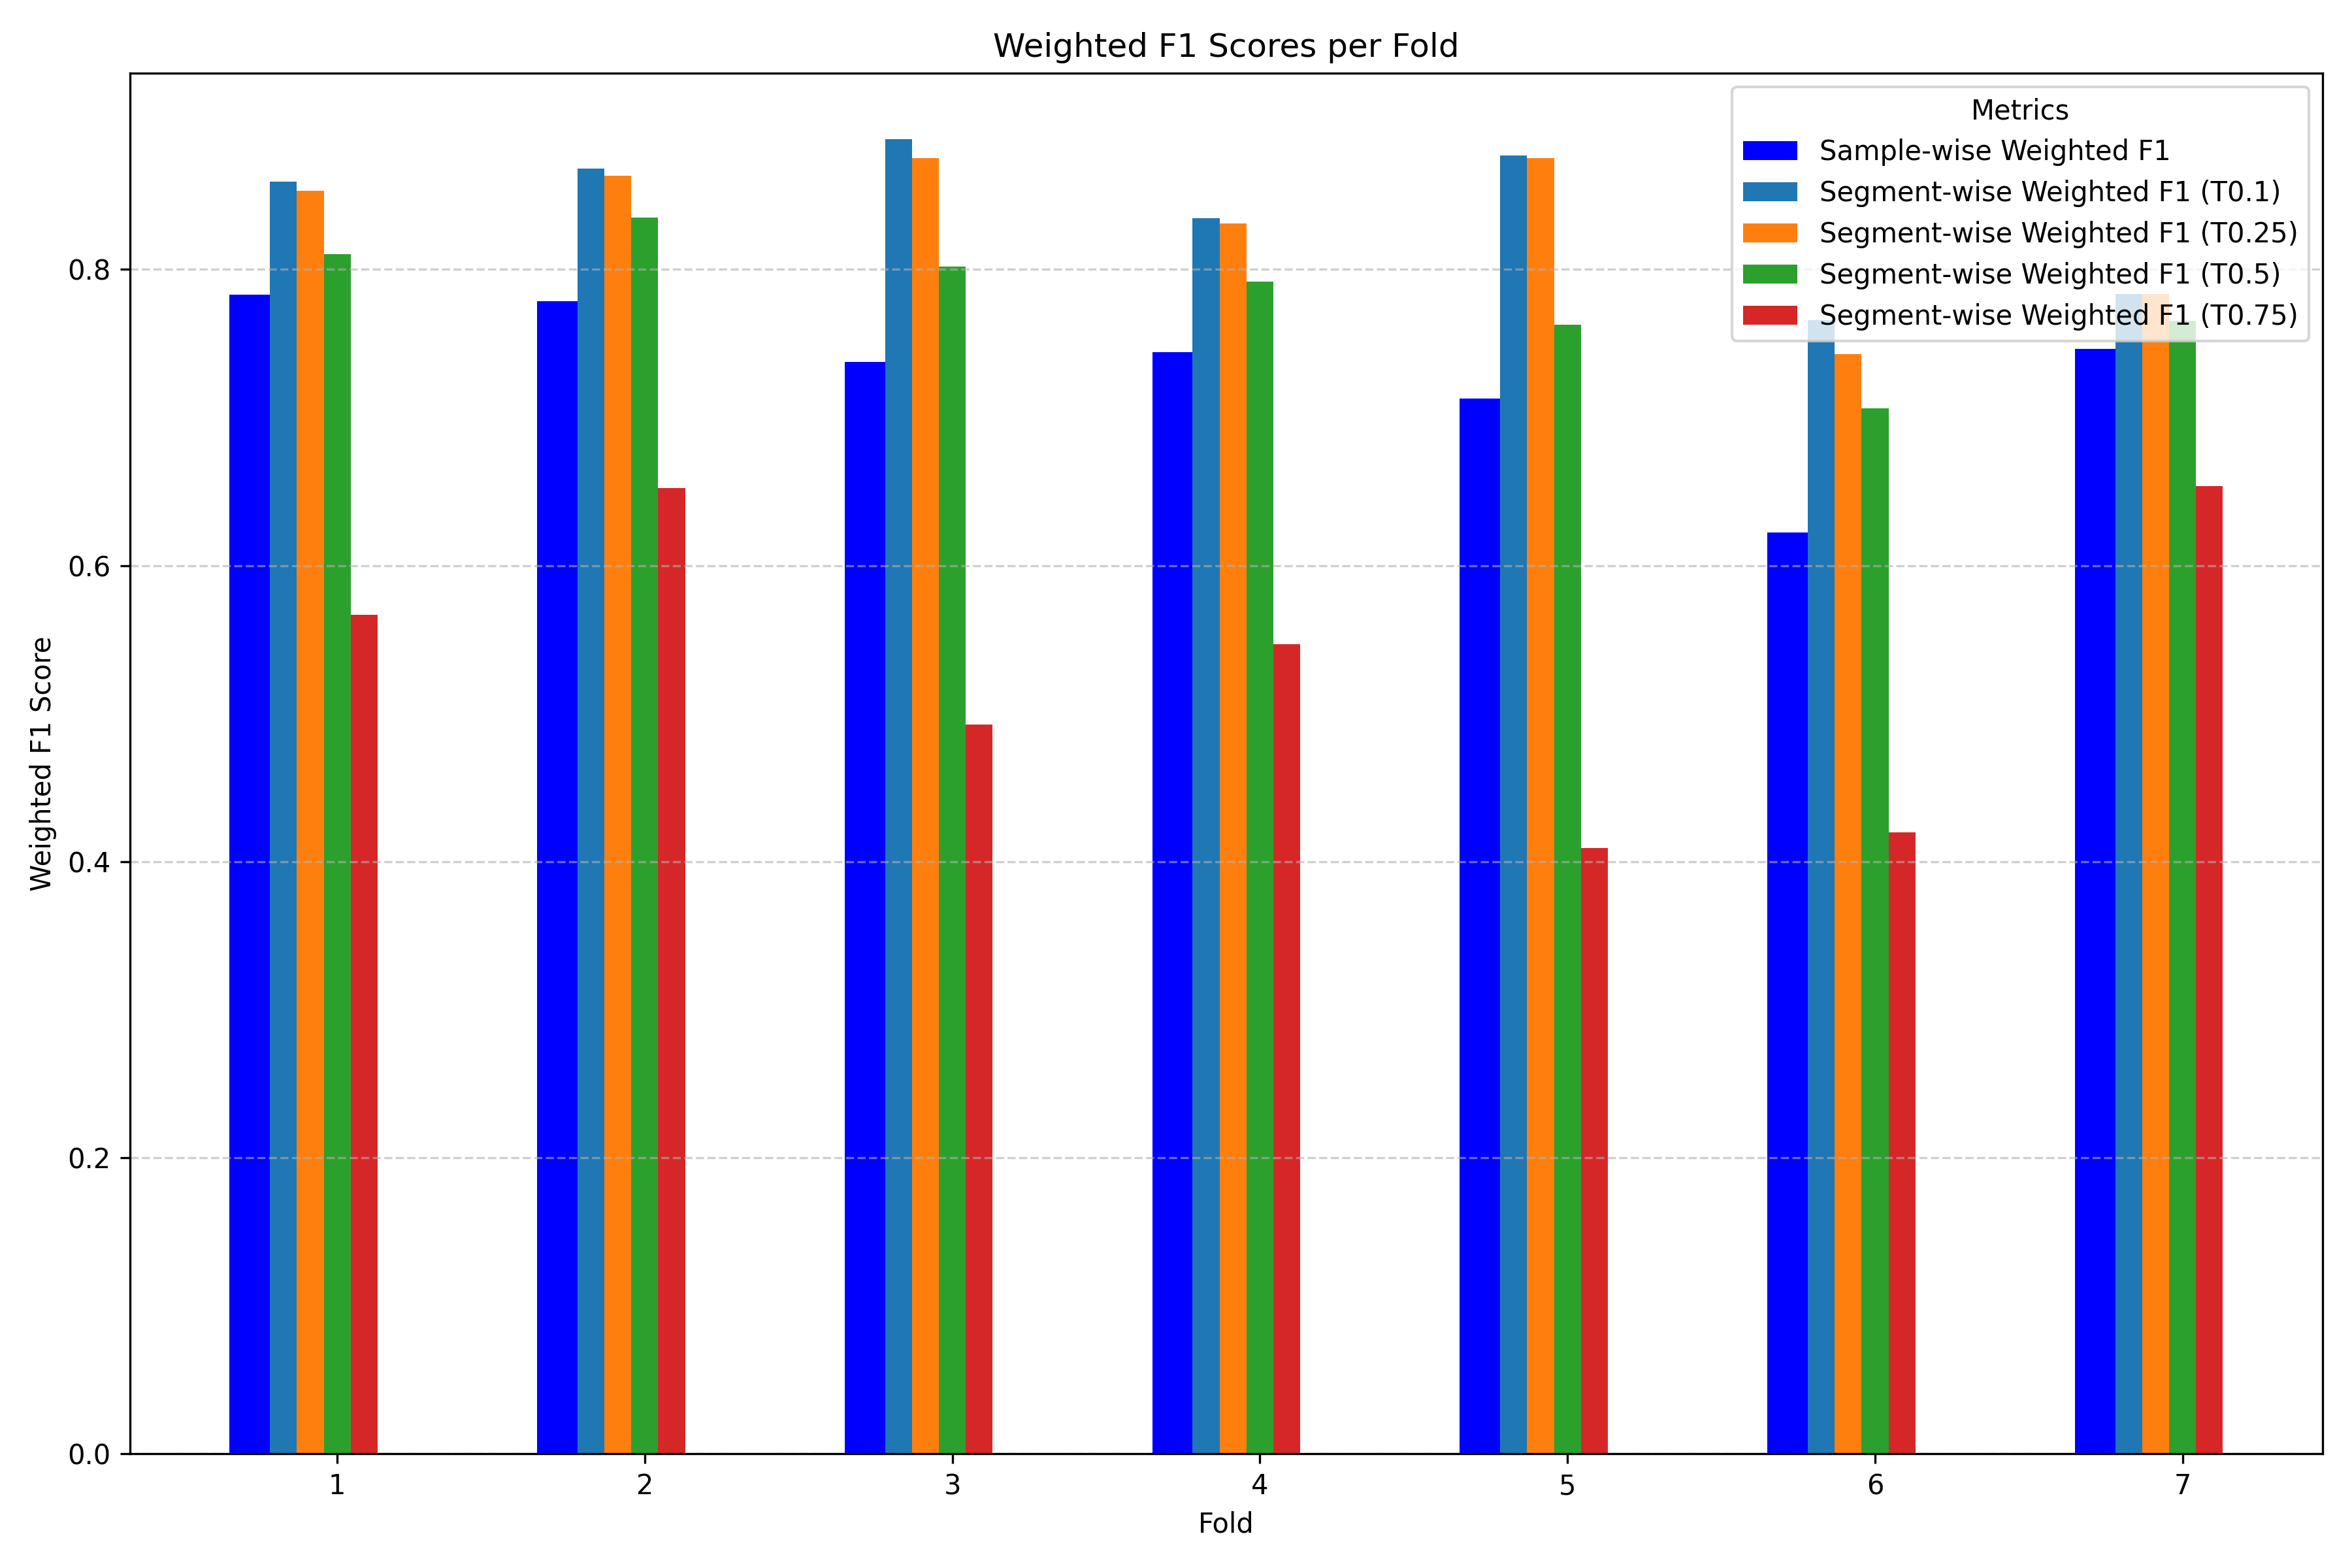 Weighted F1 Scores per Fold
Metrics
Sample-wise Weighted F1
Segment-wise Weighted F1 (T0.1)
Segment-wise Weighted F1 (T0.25)
Segment-wise Weighted F1 (T0.5)
Segment-wise Weighted F1 (T0.75)
Weighted F1 Score
0.8
0.6
0.4
0.2
0.0
1 2 3 4 5 6 7
Fold